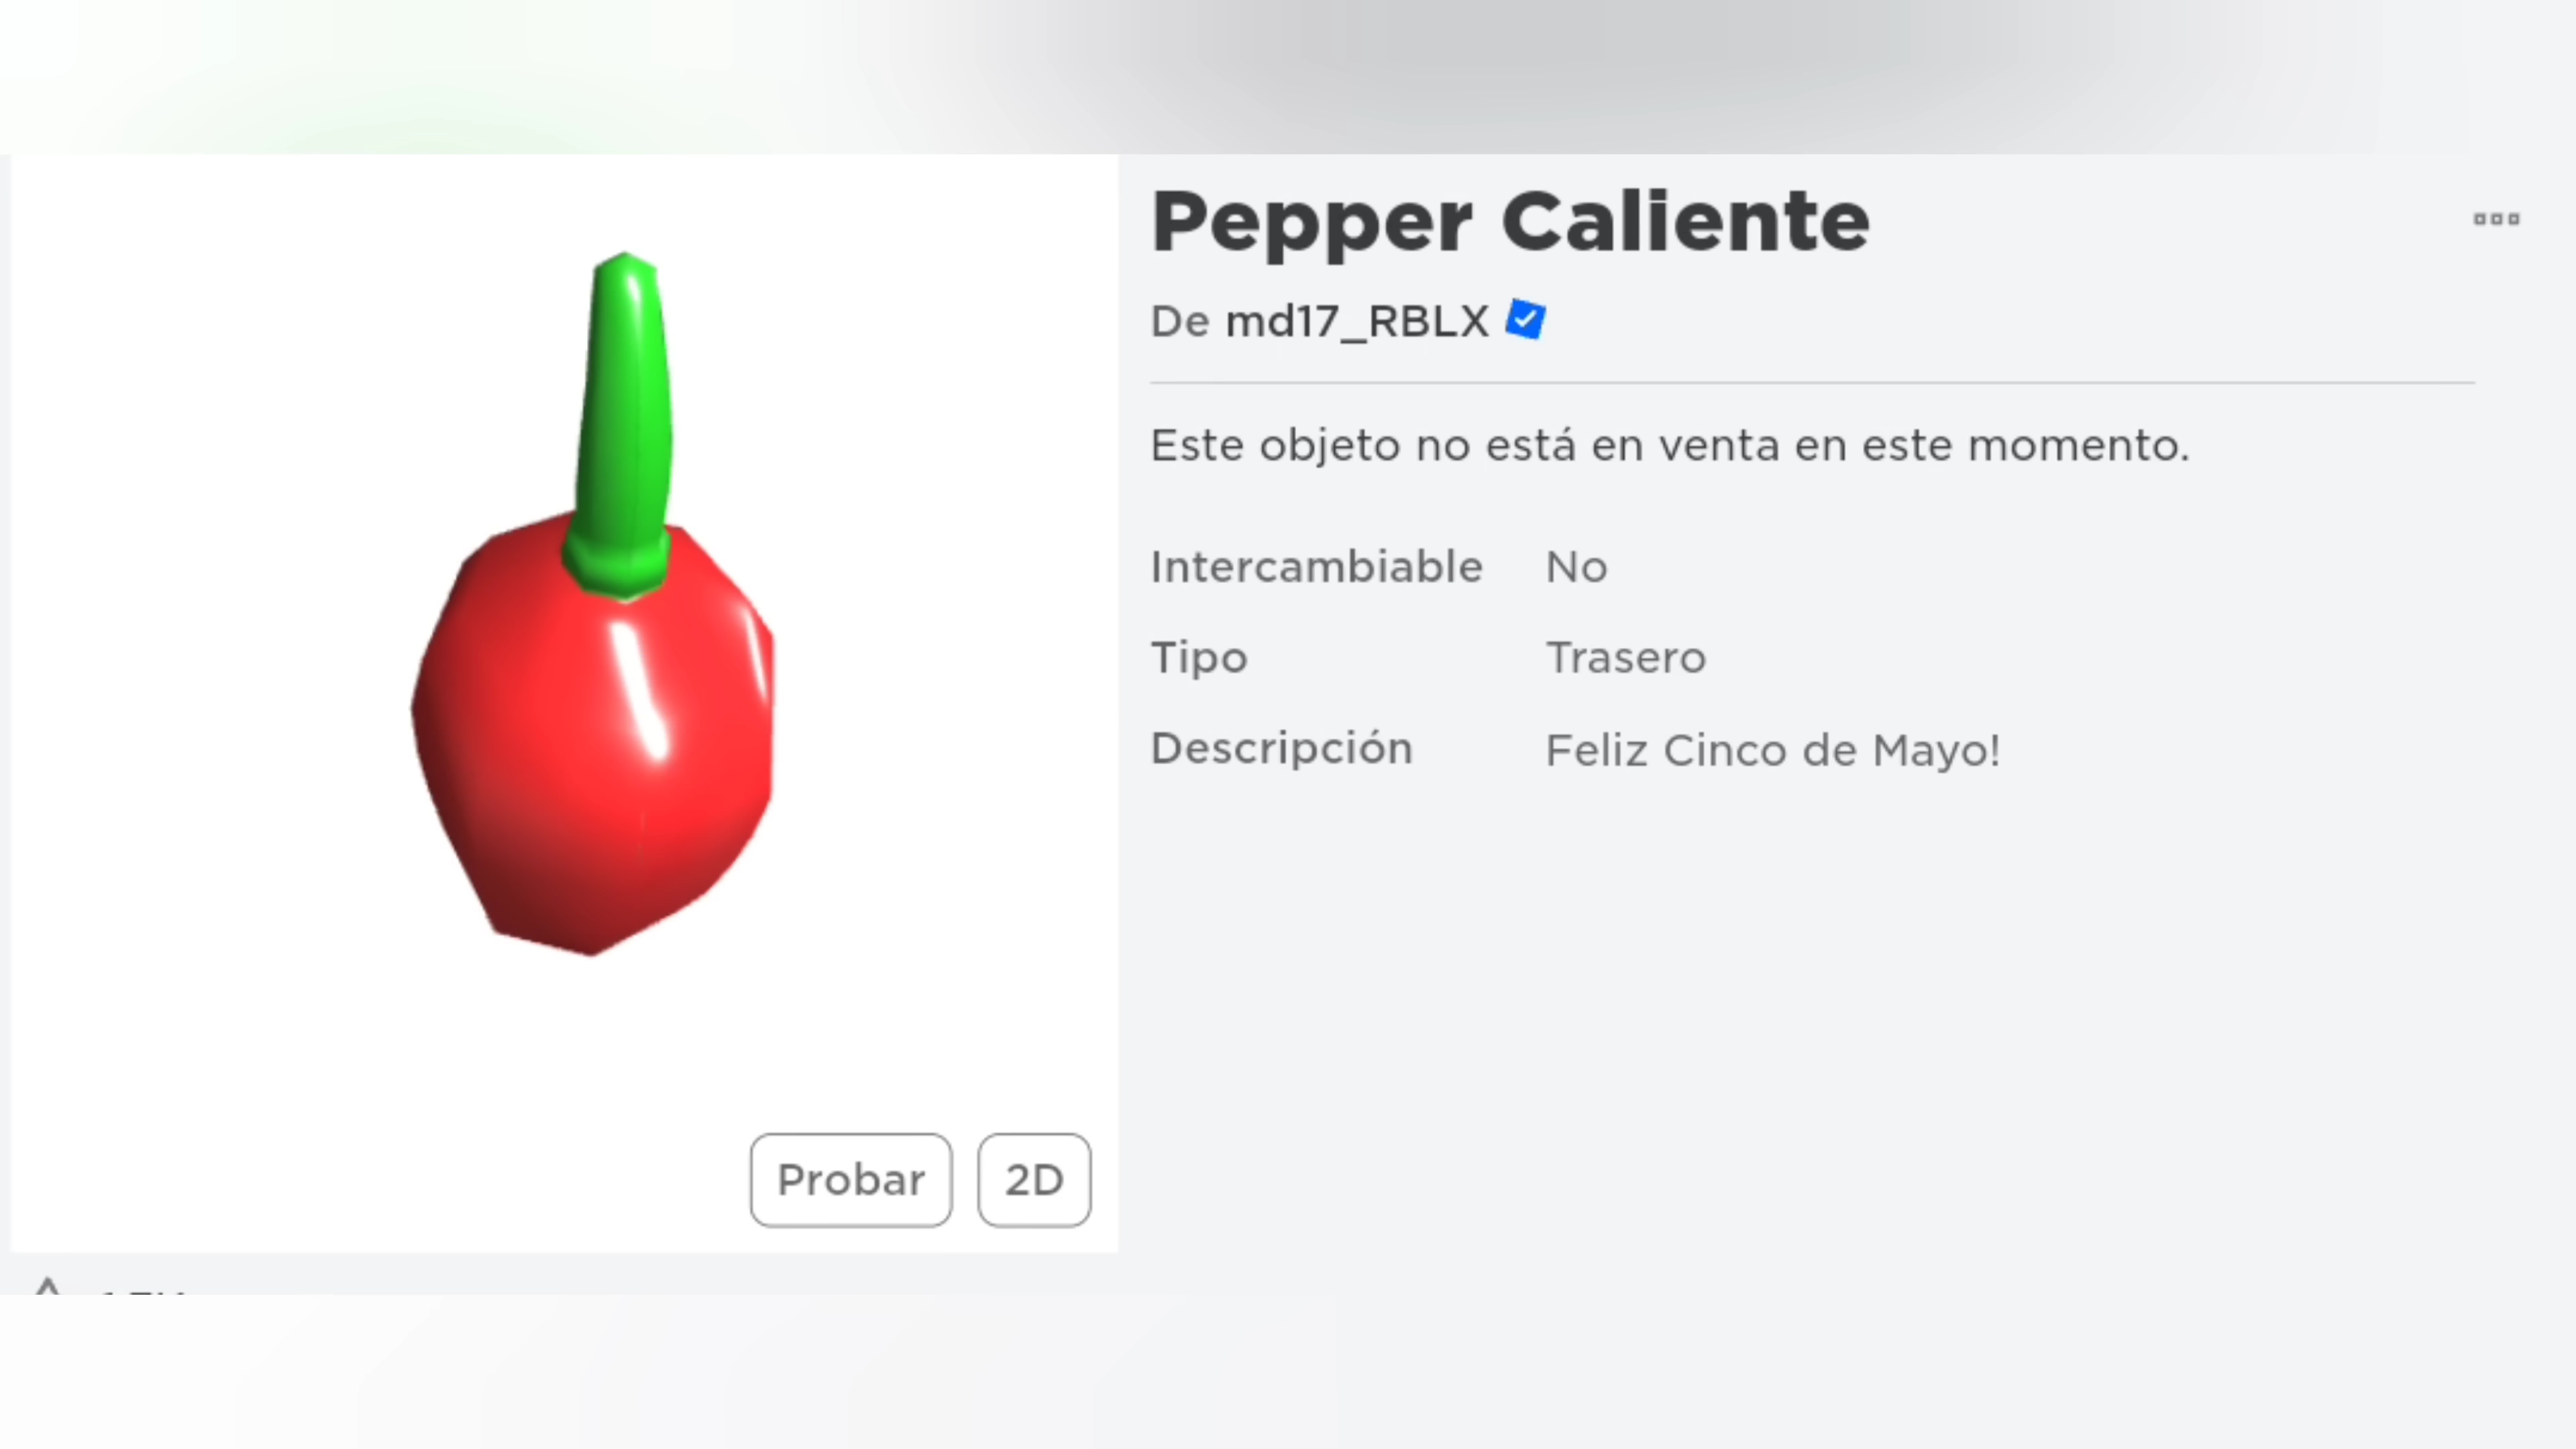 Pepper Caliente
De md17_RBLX
Este objeto no está en venta en este momento.
Intercambiable No
Tipo Trasero
Descripción Feliz Cinco de Mayo!
Probar 2D